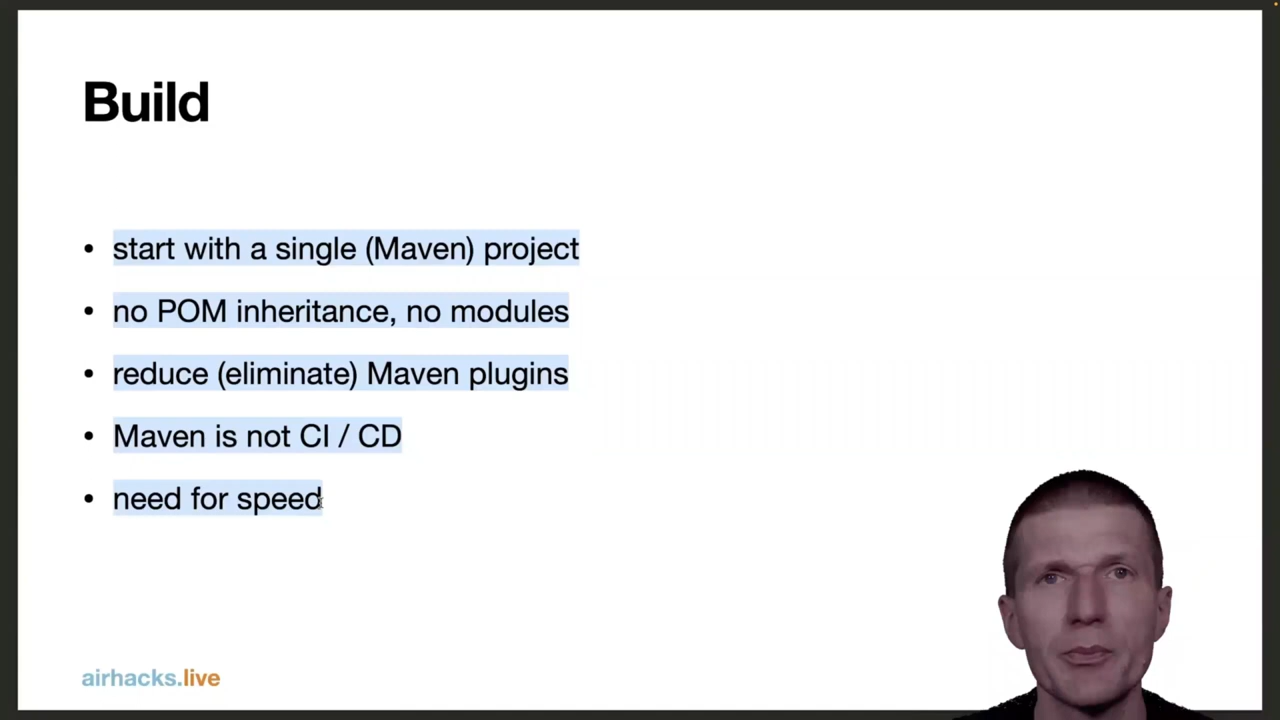 Build
• start with a single (Maven) project
• no POM inheritance, no modules
• reduce (eliminate) Maven plugins
• Maven is not CI / CD
• need for speed
airhacks.live